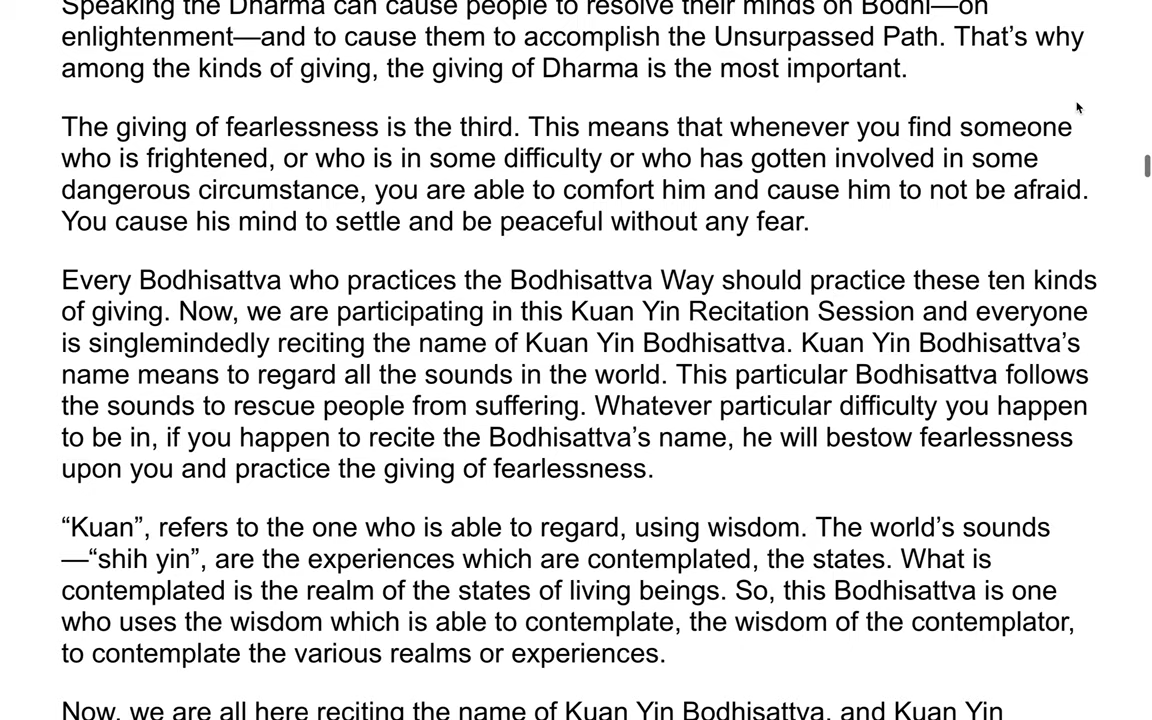 Speaking the Dharma can cause people to resolve their minds on Bodhi—on
enlightenment—and to cause them to accomplish the Unsurpassed Path. That’s why
among the kinds of giving, the giving of Dharma is the most important.
The giving of fearlessness is the third. This means that whenever you find someone
who is frightened, or who is in some difficulty or who has gotten involved in some
dangerous circumstance, you are able to comfort him and cause him to not be afraid.
You cause his mind to settle and be peaceful without any fear.
Every Bodhisattva who practices the Bodhisattva Way should practice these ten kinds
of giving. Now, we are participating in this Kuan Yin Recitation Session and everyone
is singlemindedly reciting the name of Kuan Yin Bodhisattva. Kuan Yin Bodhisattva’s
name means to regard all the sounds in the world. This particular Bodhisattva follows
the sounds to rescue people from suffering. Whatever particular difficulty you happen
to be in, if you happen to recite the Bodhisattva’s name, he will bestow fearlessness
upon you and practice the giving of fearlessness.
“Kuan”, refers to the one who is able to regard, using wisdom. The world’s sounds
—“shih yin”, are the experiences which are contemplated, the states. What is
contemplated is the realm of the states of living beings. So, this Bodhisattva is one
who uses the wisdom which is able to contemplate, the wisdom of the contemplator,
to contemplate the various realms or experiences.
Now, we are all here reciting the name of Kuan Yin Bodhisattva, and Kuan Yin